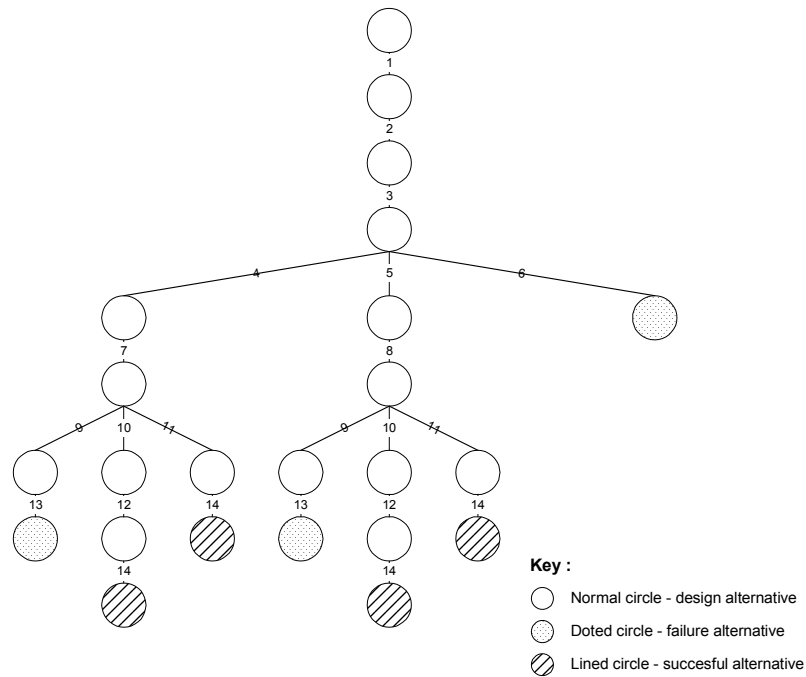 1
2
3
4 5 6
7 8
9 10 11 9 10 11
13 12 14 13 12 14
14 14
Key :
Normal circle - design alternative
Doted circle - failure alternative
Lined circle - succesful alternative